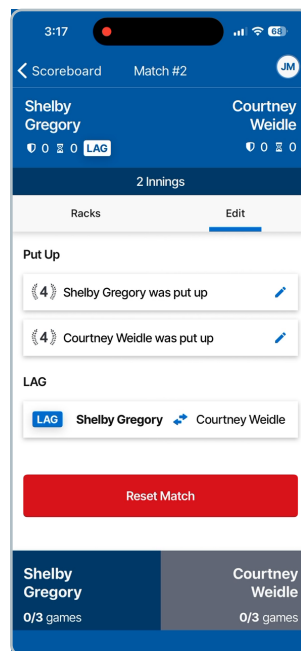 3:17
68
Scoreboard
Match #2
JM
Shelby
Gregory
Courtney
Weidle
0
0
LAG
0
0
2 Innings
Racks
Edit
Put Up
4
Shelby Gregory was put up
4
Courtney Weidle was put up
LAG
LAG
Shelby Gregory
Courtney Weidle
Reset Match
Shelby
Gregory
Courtney
Weidle
0/3 games
0/3 games